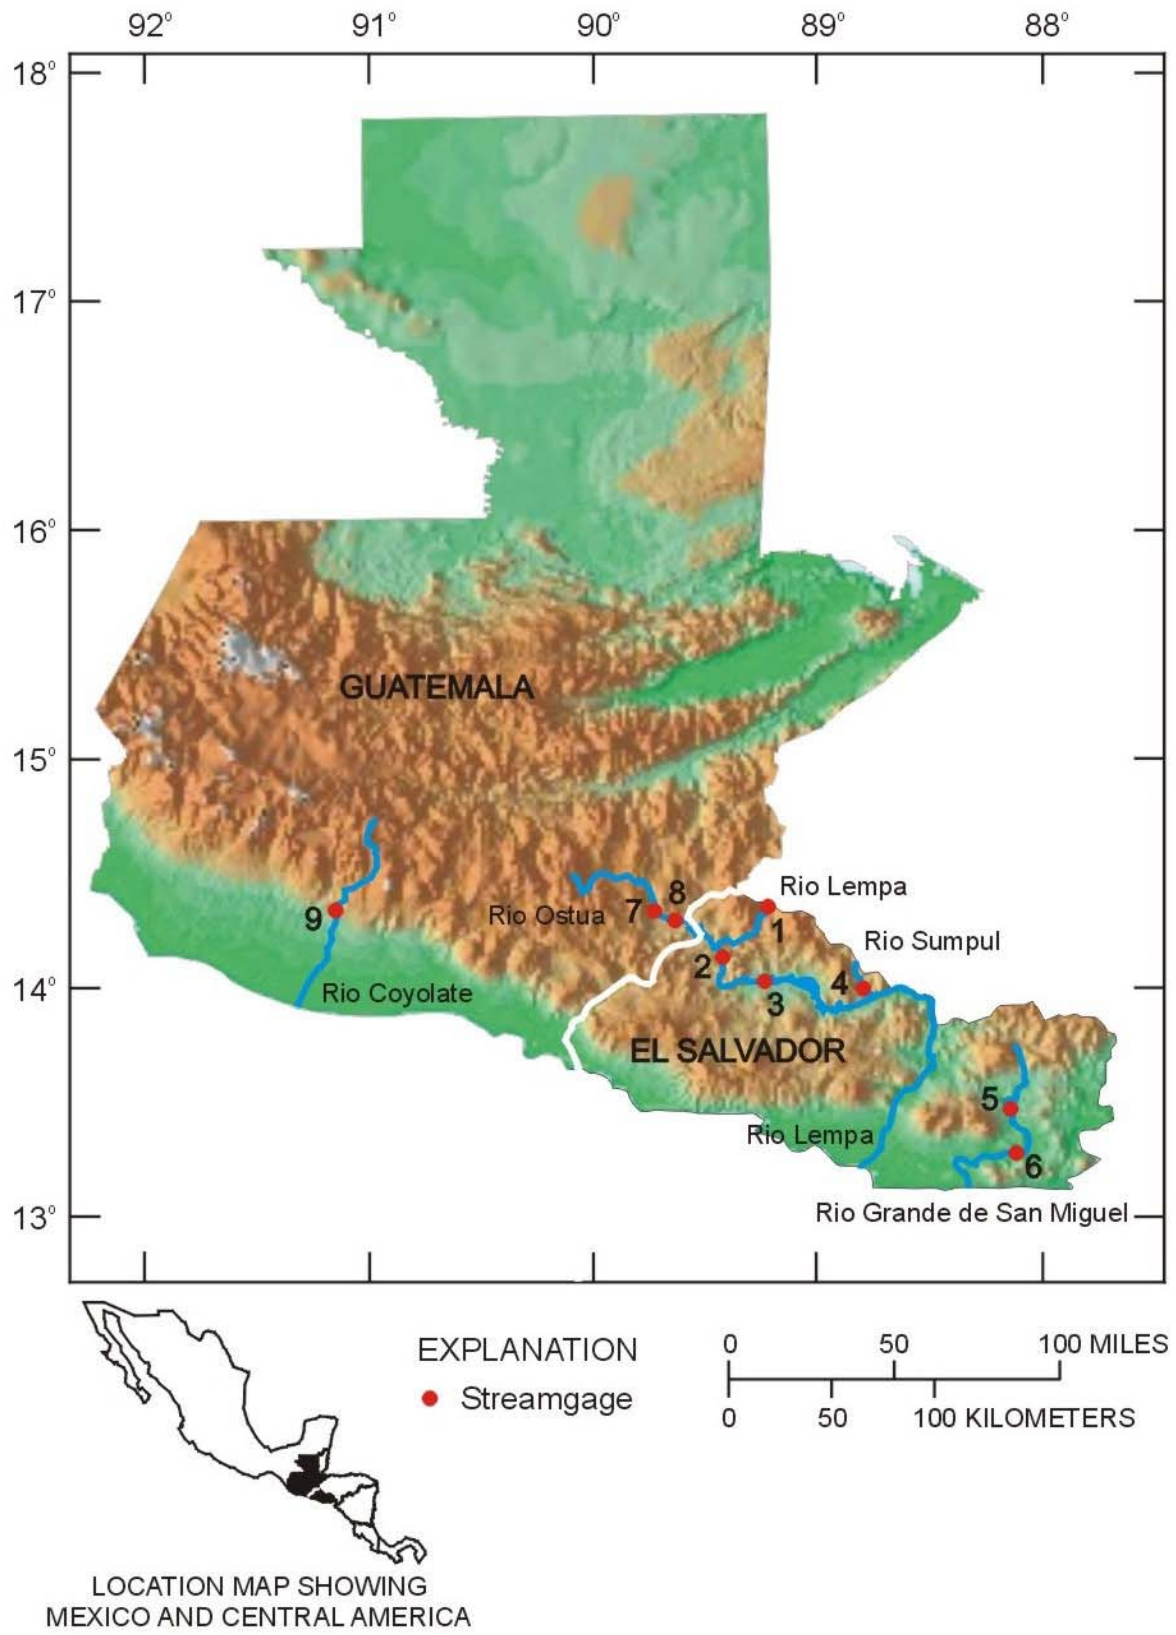 92° 91° 90° 89° 88°
18°
17°
16°
GUATEMALA
15°
Rio Lempa
8
Rio Ostua 7
9
1
Rio Sumpul
2
4
14°
Rio Coyolate
3
EL SALVADOR
5
Rio Lempa
6
13°
Rio Grande de San Miguel
EXPLANATION
Streamgage
0 50 100 MILES
0 50 100 KILOMETERS
LOCATION MAP SHOWING
MEXICO AND CENTRAL AMERICA